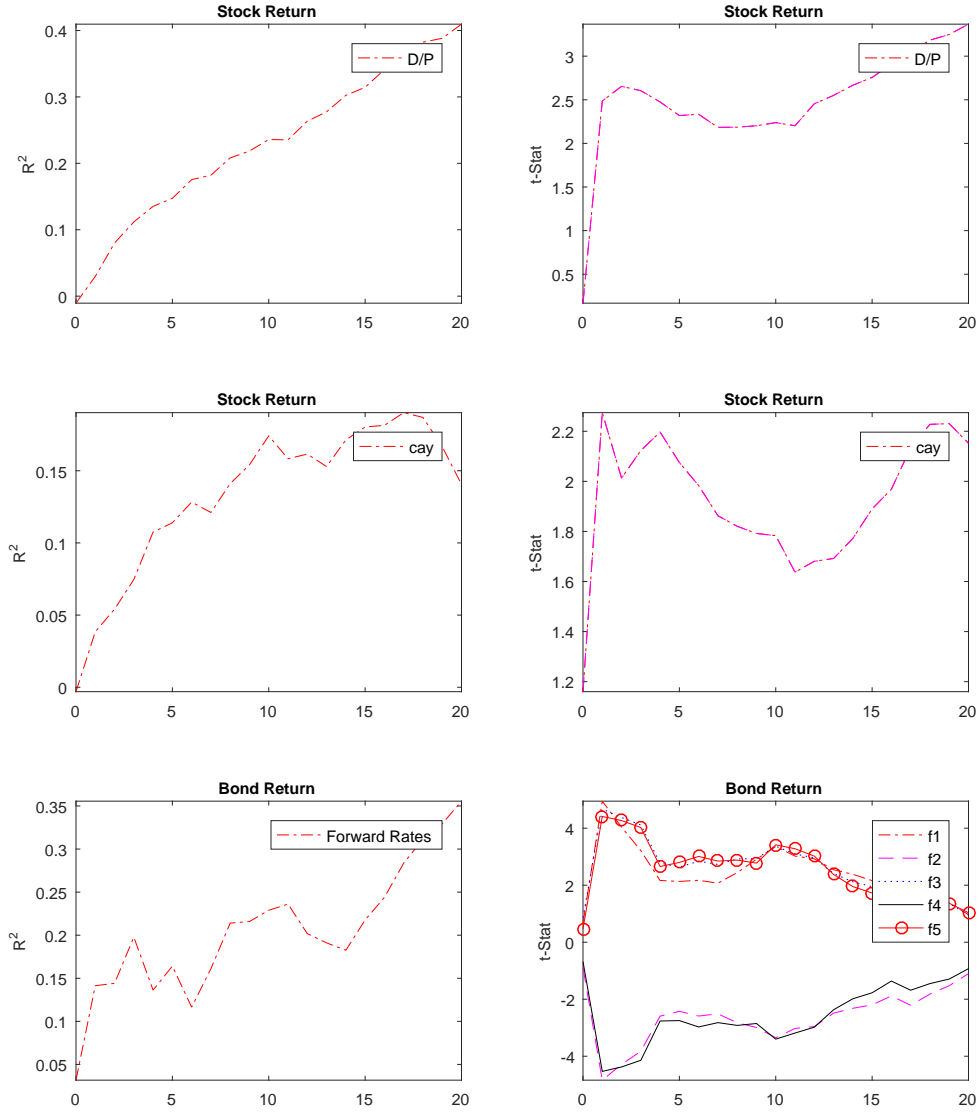 Stock Return
0.4
0.3
0.2
0.1
0
R²
D/P
0 5 10 15 20
Stock Return
3
2.5
2
1.5
1
0.5
t-Stat
D/P
0 5 10 15 20
Stock Return
0.15
0.1
0.05
0
R²
cay
0 5 10 15 20
Stock Return
2.2
2
1.8
1.6
1.4
1.2
t-Stat
cay
0 5 10 15 20
Bond Return
0.35
0.3
0.25
0.2
0.15
0.1
0.05
R²
Forward Rates
0 5 10 15 20
Bond Return
4
2
0
-2
-4
t-Stat
f1
f2
f3
f4
f5
0 5 10 15 20